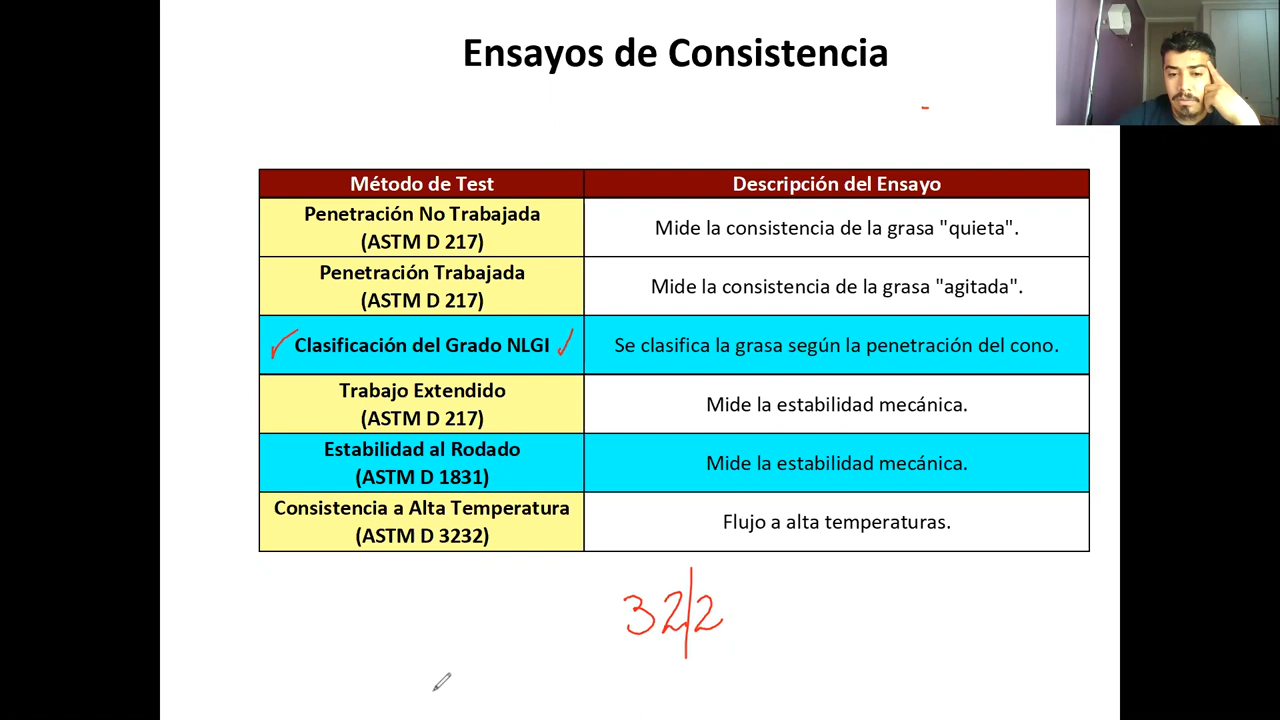 Ensayos de Consistencia
Método de Test
Descripción del Ensayo
Penetración No Trabajada
(ASTM D 217)
Mide la consistencia de la grasa "quieta".
Penetración Trabajada
(ASTM D 217)
Mide la consistencia de la grasa "agitada".
Clasificación del Grado NLGI
Se clasifica la grasa según la penetración del cono.
Trabajo Extendido
(ASTM D 217)
Mide la estabilidad mecánica.
Estabilidad al Rodado
(ASTM D 1831)
Mide la estabilidad mecánica.
Consistencia a Alta Temperatura
(ASTM D 3232)
Flujo a alta temperaturas.
32/2